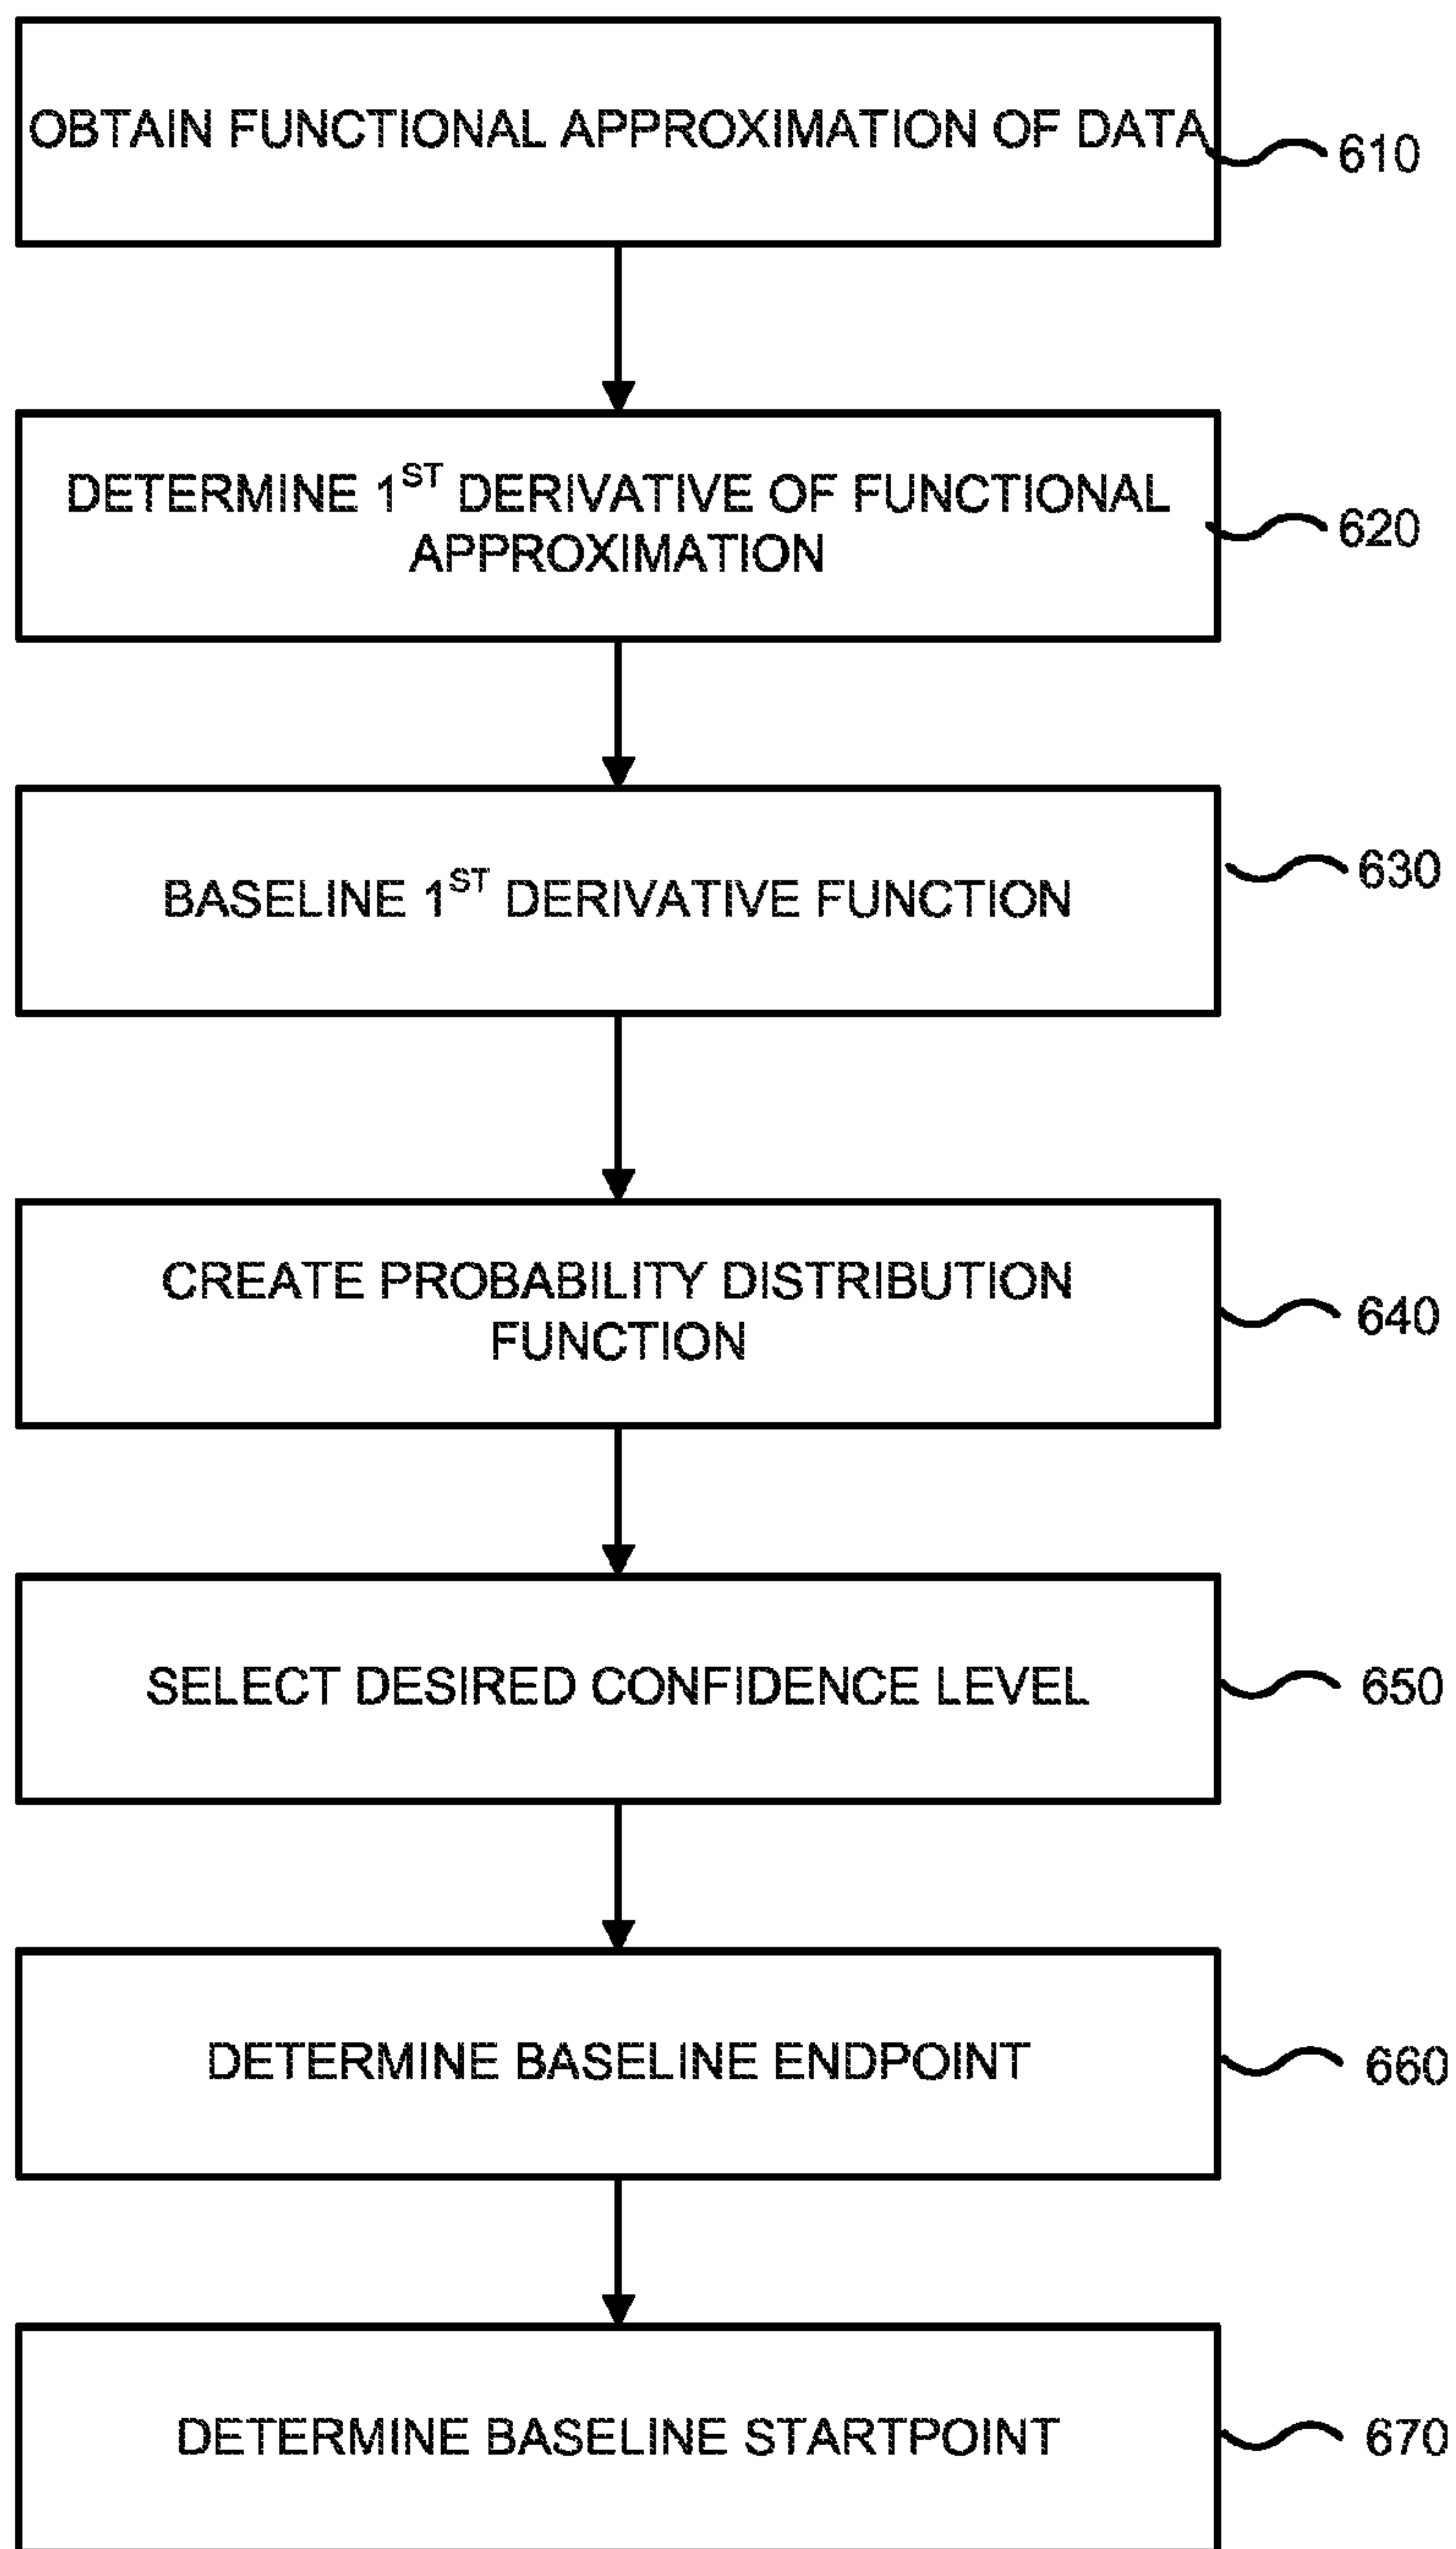 OBTAIN FUNCTIONAL APPROXIMATION OF DATA
610
DETERMINE 1ST DERIVATIVE OF FUNCTIONAL
APPROXIMATION
620
BASELINE 1ST DERIVATIVE FUNCTION
630
CREATE PROBABILITY DISTRIBUTION
FUNCTION
640
SELECT DESIRED CONFIDENCE LEVEL
650
DETERMINE BASELINE ENDPOINT
660
DETERMINE BASELINE STARTPOINT
670